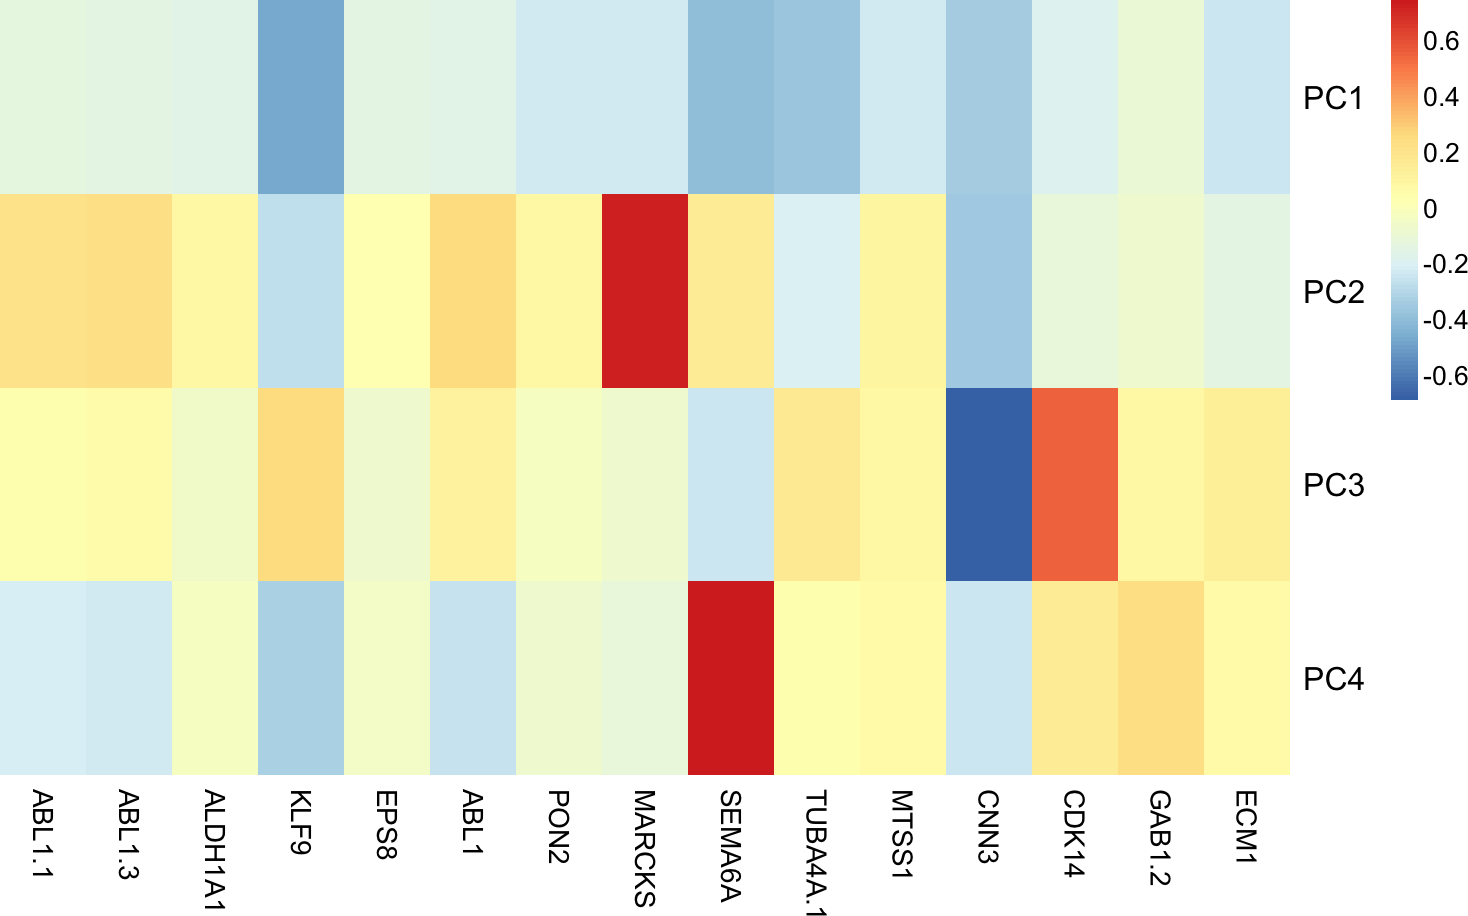 PC1
PC2
PC3
PC4
0.6
0.4
0.2
0
-0.2
-0.4
-0.6
ABL1.1
ABL1.3
ALDH1A1
KLF9
EPS8
ABL1
PON2
MARCKS
SEMA6A
TUBA4A.1
MTSS1
CNN3
CDK14
GAB1.2
ECM1